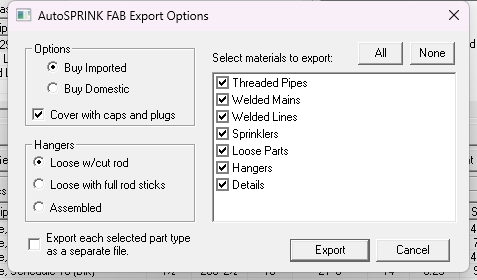 AutoSPRINK FAB Export Options
Options
Buy Imported
Buy Domestic
Cover with caps and plugs
Hangers
Loose w/cut rod
Loose with full rod sticks
Assembled
Export each selected part type
as a separate file.
Select materials to export:
All
None
Threaded Pipes
Welded Mains
Welded Lines
Sprinklers
Loose Parts
Hangers
Details
Export
Cancel